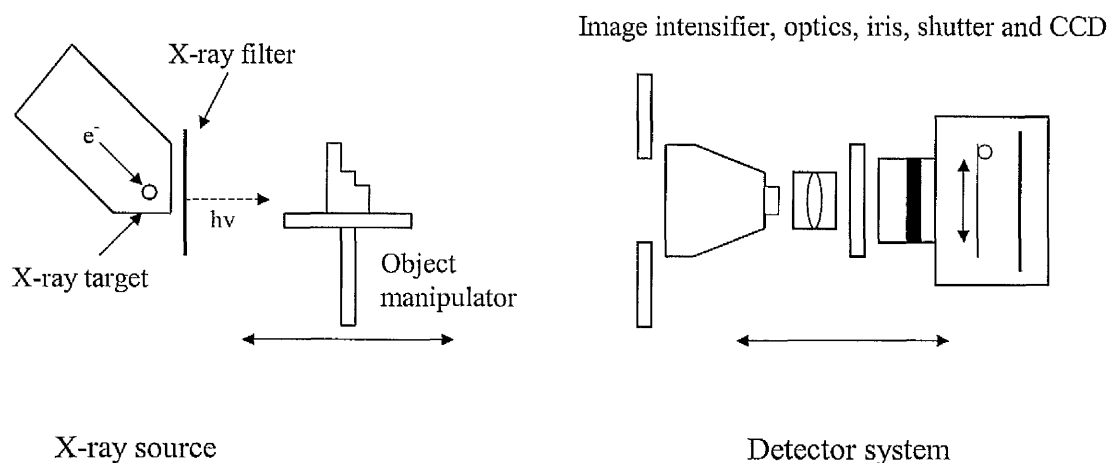 Image intensifier, optics, iris, shutter and CCD
X-ray filter
e-
hv
X-ray target
Object
manipulator
X-ray source
Detector system